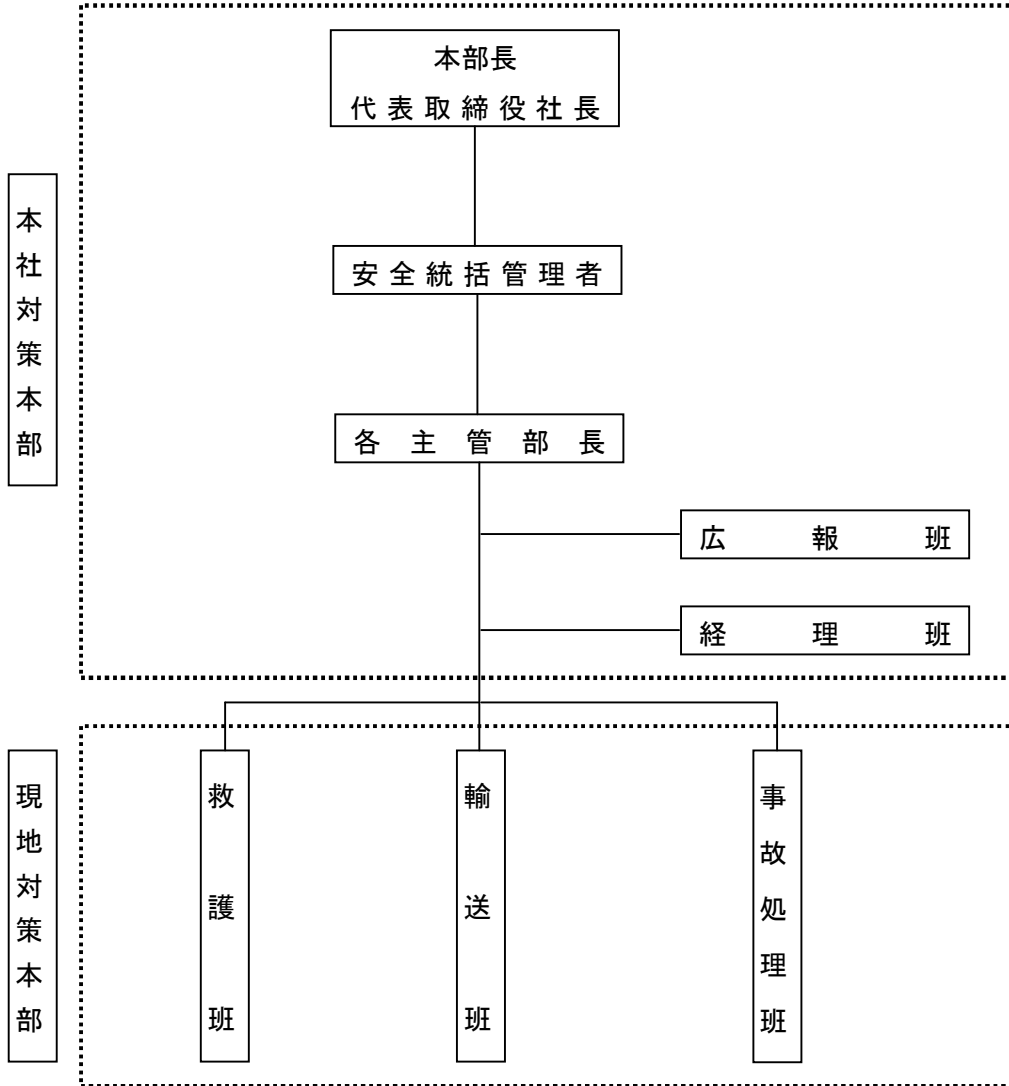 本部長
代表取締役社長
本社対策本部
安全統括管理者
各主管部長
広報班
経理班
現地対策本部
救護班
輸送班
事故処理班